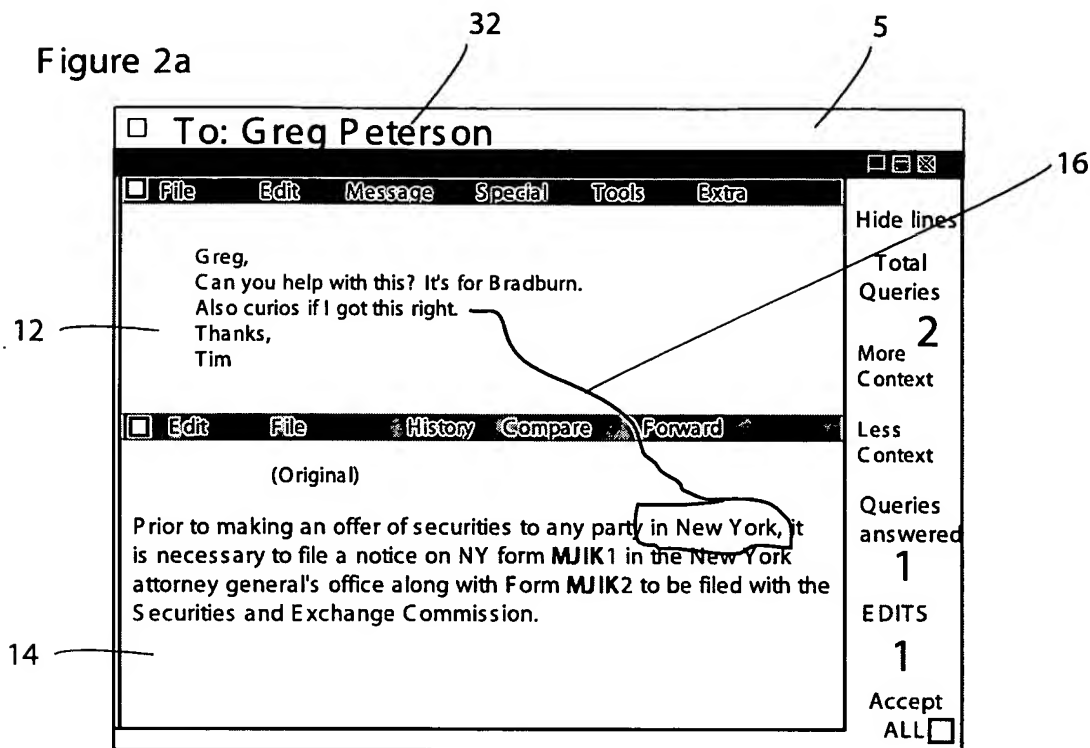 Figure 2a
32
5
To: Greg Peterson
16
File Edit Message Special Tools Extra
Hide lines
Greg,
Can you help with this? It's for Bradburn.
Also curios if I got this right.
Thanks,
Tim
12
Total
Queries
2
More
Context
Edit File History Compare Forward
Less
Context
(Original)
Queries
answered
1
Prior to making an offer of securities to any party in New York, it
is necessary to file a notice on NY form MJIK1 in the New York
attorney general's office along with Form MJIK2 to be filed with the
Securities and Exchange Commission.
EDITS
1
14
Accept
ALL